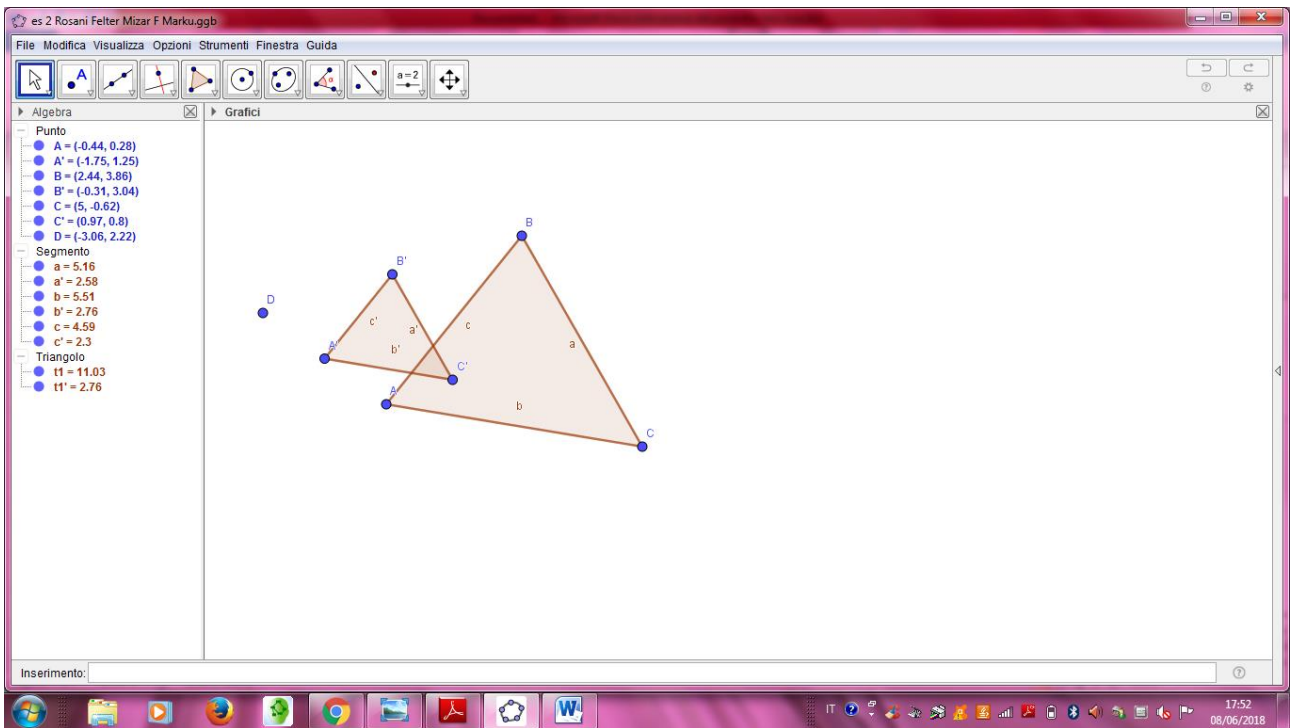 es 2 Rosani Felter Mizar F Marku.ggb
File Modifica Visualizza Opzioni Strumenti Finestra Guida
A
α
a = 2
Algebra
Grafici
Punto
A = (-0.44, 0.28)
A' = (-1.75, 1.25)
B = (2.44, 3.86)
B' = (-0.31, 3.04)
C = (5, -0.62)
C' = (0.97, 0.8)
D = (-3.06, 2.22)
Segmento
a = 5.16
a' = 2.58
b = 5.51
b' = 2.76
c = 4.59
c' = 2.3
Triangolo
t1 = 11.03
t1' = 2.76
B
B'
D
c'
a'
c
b'
a
A'
C'
A
b
C
Inserimento:
IT
17:52
08/06/2018